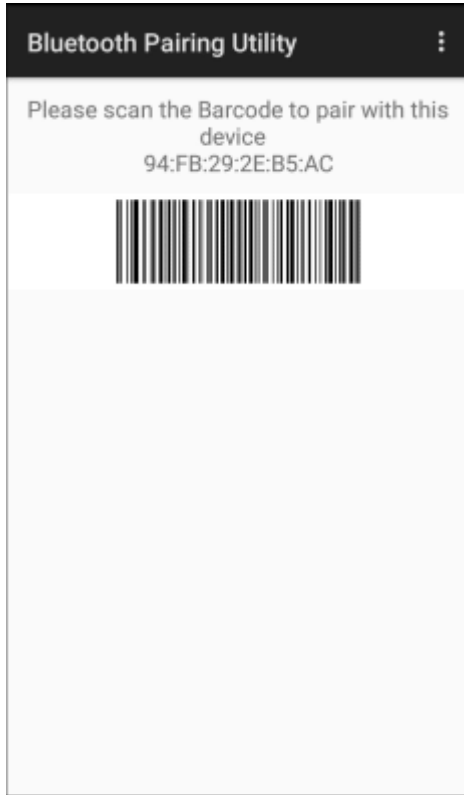 Bluetooth Pairing Utility
Please scan the Barcode to pair with this
device
94:FB:29:2E:B5:AC